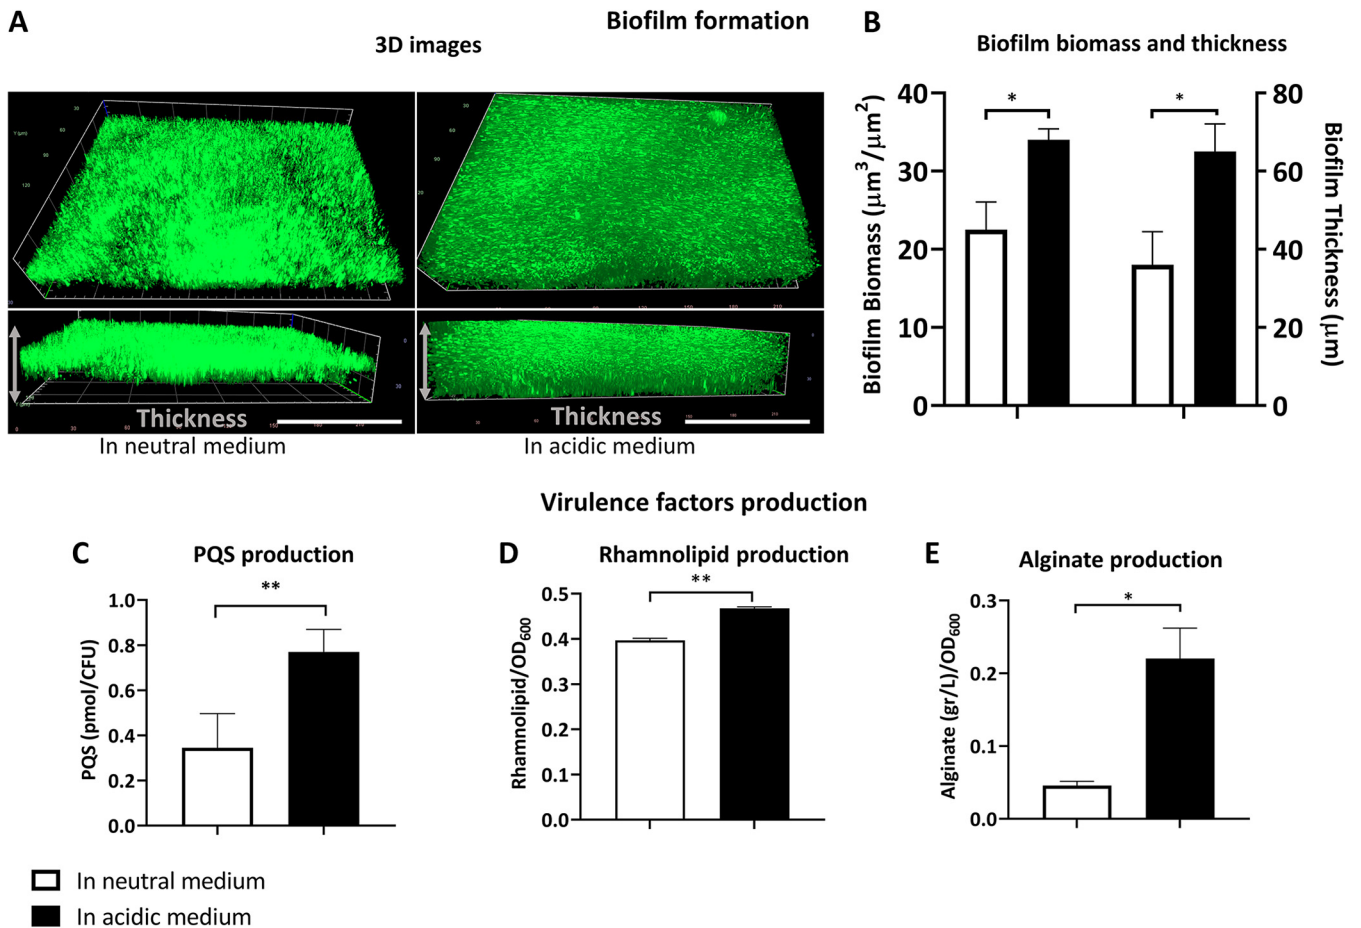 A
Biofilm formation
3D images
Thickness
Thickness
In neutral medium
In acidic medium
B
Biofilm biomass and thickness
Biofilm Biomass (µm³/µm²)
40
30
20
10
0
*
*
80
60
40
20
0
Biofilm Thickness (µm)
Virulence factors production
C
PQS production
PQS (pmol/CFU)
1.0
0.8
0.6
0.4
0.2
0.0
**
D
Rhamnolipid production
Rhamnolipid/OD600
0.5
0.4
0.3
0.2
0.1
0.0
**
E
Alginate production
Alginate (gr/L)/OD600
0.3
0.2
0.1
0.0
*
In neutral medium
In acidic medium